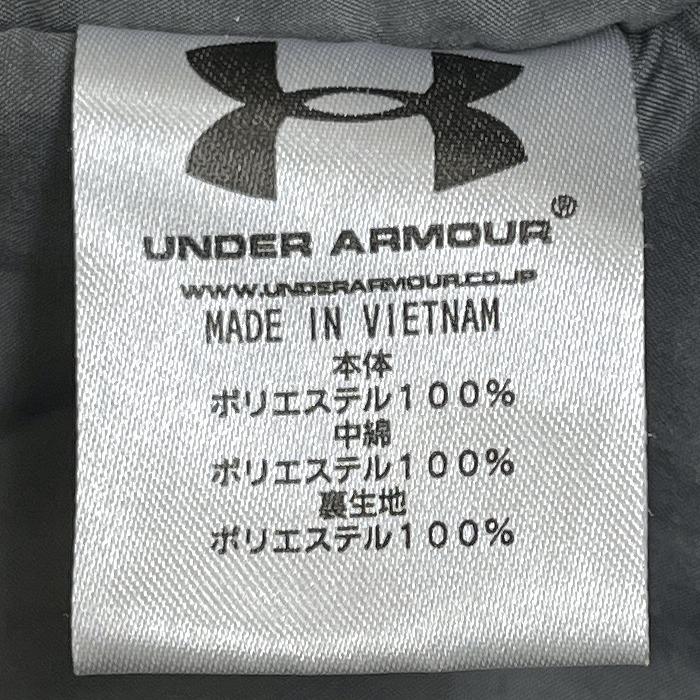 UNDER ARMOUR®
WWW.UNDERARMOUR.CO.JP
MADE IN VIETNAM
本体
ポリエステル100%
中綿
ポリエステル100%
裏生地
ポリエステル100%